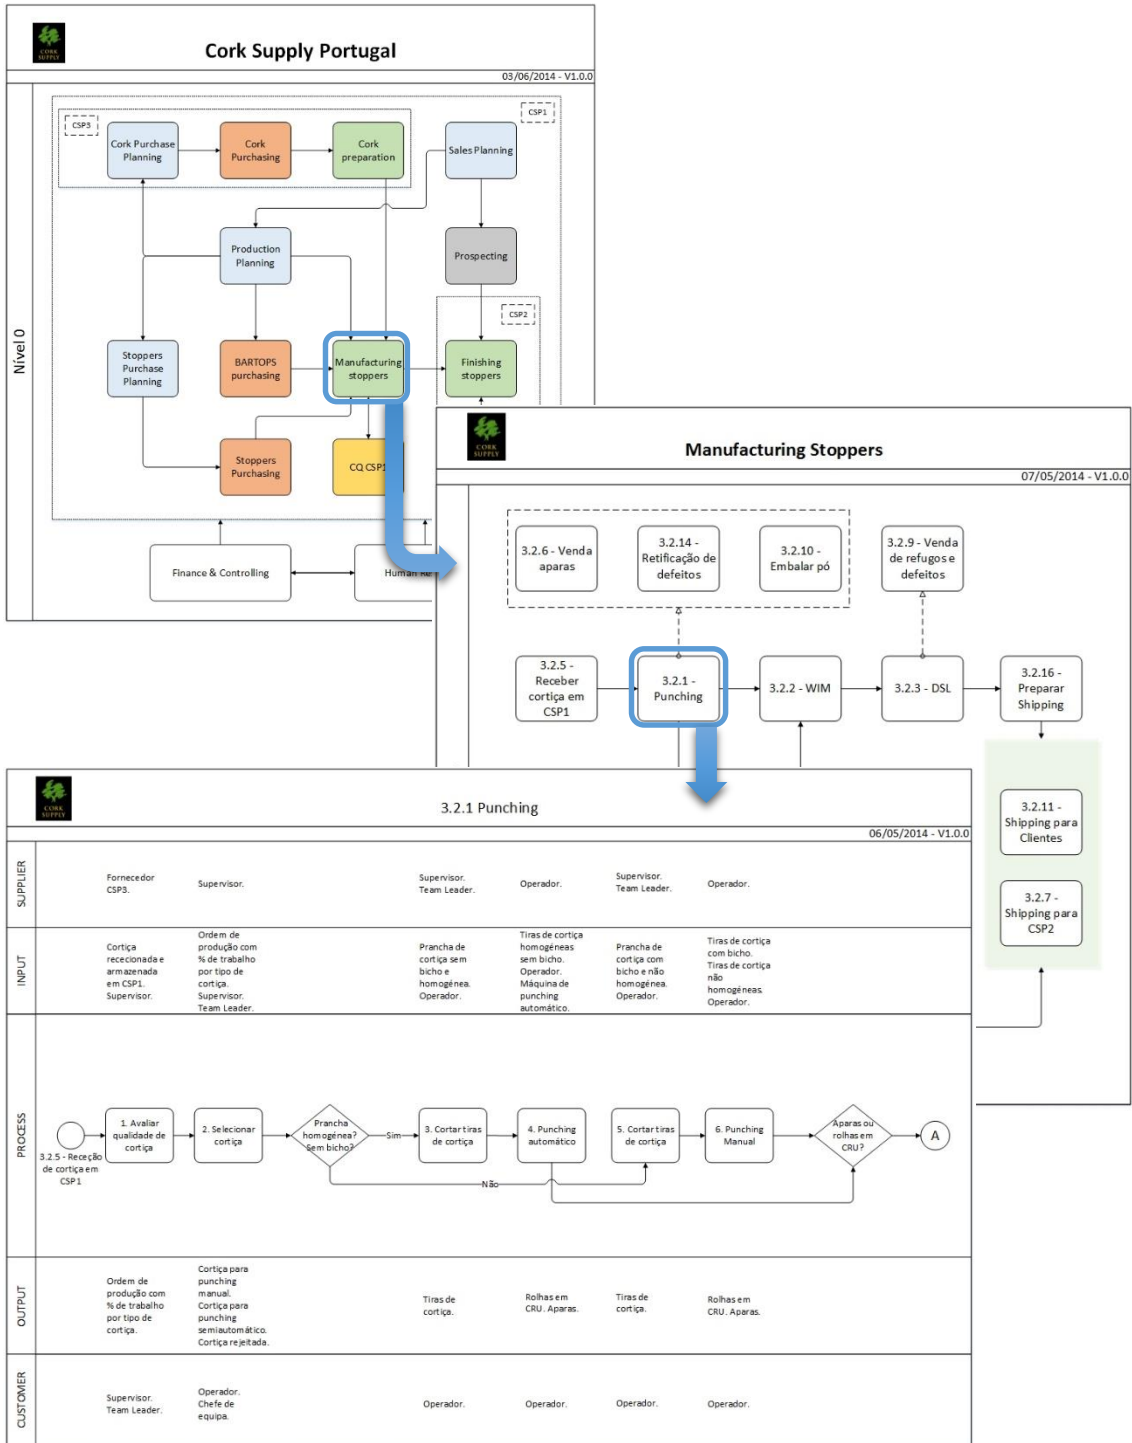 CORK
SUPPLY
Cork Supply Portugal
03/06/2014 - V1.0.0
Nível 0
CSP1
CSP3
Cork Purchase
Planning
Cork
Purchasing
Cork
preparation
Sales Planning
Production
Planning
Prospecting
CSP2
Stoppers
Purchase
Planning
BARTOPS
purchasing
Manufacturing
stoppers
Finishing
stoppers
Stoppers
Purchasing
CQ CSP1
Finance & Controlling
Human Re
CORK
SUPPLY
Manufacturing Stoppers
07/05/2014 - V1.0.0
3.2.6 - Venda
aparas
3.2.14 -
Retificação de
defeitos
3.2.10 -
Embalar pó
3.2.9 - Venda
de refugos e
defeitos
3.2.5 -
Receber
cortiça em
CSP1
3.2.1 -
Punching
3.2.2 - WIM
3.2.3 - DSL
3.2.16 -
Preparar
Shipping
3.2.11 -
Shipping para
Clientes
3.2.7 -
Shipping para
CSP2
CORK
SUPPLY
3.2.1 Punching
06/05/2014 - V1.0.0
SUPPLIER
Fornecedor
CSP3.
Supervisor.
Supervisor.
Team Leader.
Operador.
Supervisor.
Team Leader.
Operador.
INPUT
Cortiça
rececionada e
armazenada
em CSP1.
Supervisor.
Ordem de
produção com
% de trabalho
por tipo de
cortiça.
Supervisor.
Team Leader.
Prancha de
cortiça sem
bicho e
homogénea.
Operador.
Tiras de cortiça
homogéneas
sem bicho.
Operador.
Máquina de
punching
automático.
Prancha de
cortiça com
bicho e não
homogénea.
Operador.
Tiras de cortiça
com bicho.
Tiras de cortiça
não
homogéneas.
Operador.
PROCESS
3.2.5 - Receção
de cortiça em
CSP1
1. Avaliar
qualidade de
cortiça
2. Selecionar
cortiça
Prancha
homogénea?
Sem bicho?
Sim
3. Cortar tiras
de cortiça
4. Punching
automático
5. Cortar tiras
de cortiça
6. Punching
Manual
Aparas ou
rolhas em
CRU?
A
Não
OUTPUT
Ordem de
produção com
% de trabalho
por tipo de
cortiça.
Cortiça para
punching
manual.
Cortiça para
punching
semiautomático.
Cortiça rejeitada.
Tiras de
cortiça.
Rolhas em
CRU. Aparas.
Tiras de
cortiça.
Rolhas em
CRU. Aparas.
CUSTOMER
Supervisor.
Team Leader.
Operador.
Chefe de
equipa.
Operador.
Operador.
Operador.
Operador.